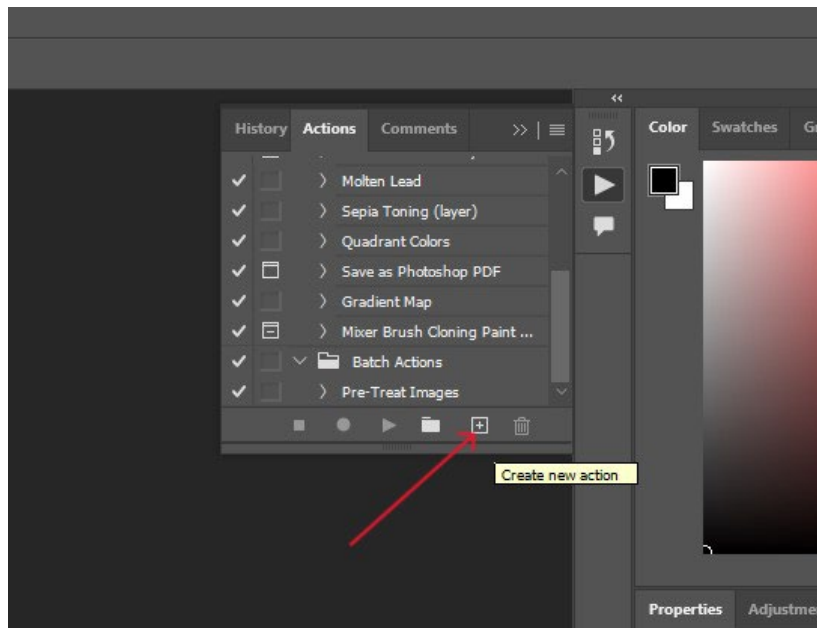 History Actions Comments
Molten Lead
Sepia Toning (layer)
Quadrant Colors
Save as Photoshop PDF
Gradient Map
Mixer Brush Cloning Paint ...
Batch Actions
Pre-Treat Images
Create new action
Color Swatches
Properties